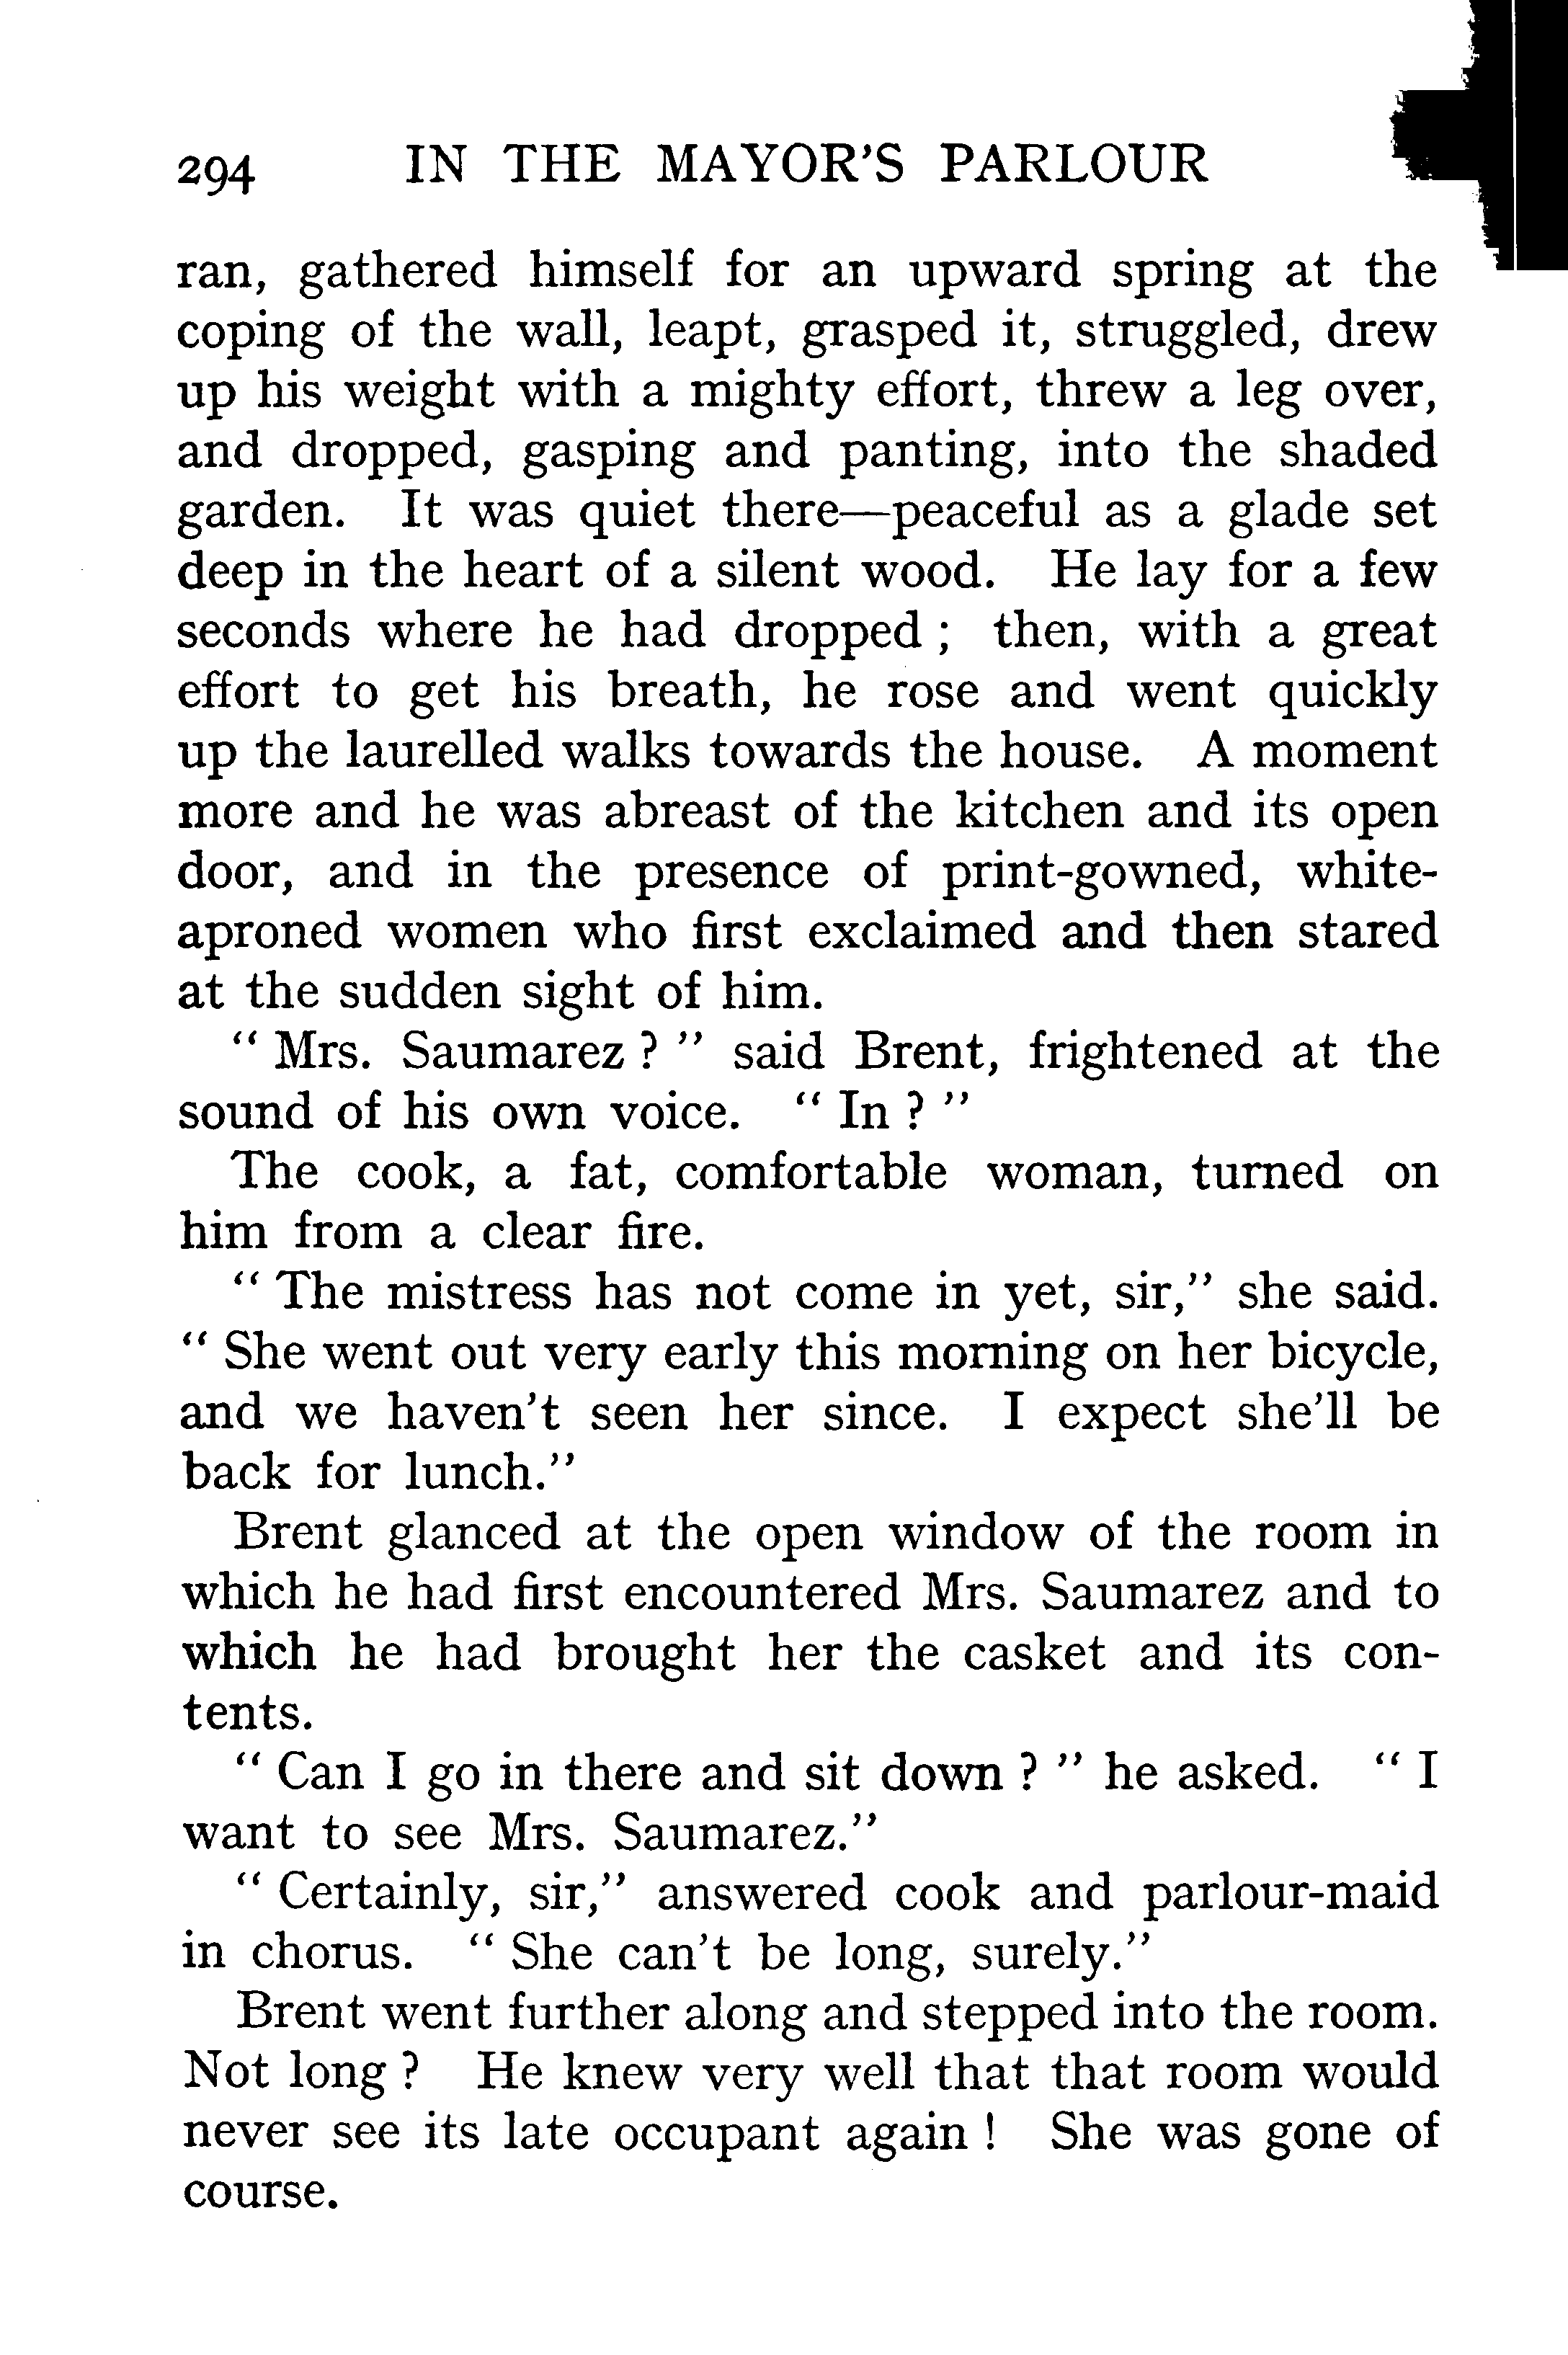 294 IN THE MAYOR'S PARLOUR
ran, gathered himself for an upward spring at the
coping of the wall, leapt, grasped it, struggled, drew
up his weight with a mighty effort, threw a leg over,
and dropped, gasping and panting, into the shaded
garden. It was quiet there—peaceful as a glade set
deep in the heart of a silent wood. He lay for a few
seconds where he had dropped ; then, with a great
effort to get his breath, he rose and went quickly
up the laurelled walks towards the house. A moment
more and he was abreast of the kitchen and its open
door, and in the presence of print-gowned, white-
aproned women who first exclaimed and then stared
at the sudden sight of him.
“ Mrs. Saumarez ? ” said Brent, frightened at the
sound of his own voice. “ In ? ”
The cook, a fat, comfortable woman, turned on
him from a clear fire.
“ The mistress has not come in yet, sir,” she said.
“ She went out very early this morning on her bicycle,
and we haven't seen her since. I expect she'll be
back for lunch.”
Brent glanced at the open window of the room in
which he had first encountered Mrs. Saumarez and to
which he had brought her the casket and its con-
tents.
“ Can I go in there and sit down ? ” he asked. “ I
want to see Mrs. Saumarez.”
“ Certainly, sir,” answered cook and parlour-maid
in chorus. “ She can't be long, surely.”
Brent went further along and stepped into the room.
Not long ? He knew very well that that room would
never see its late occupant again ! She was gone of
course.